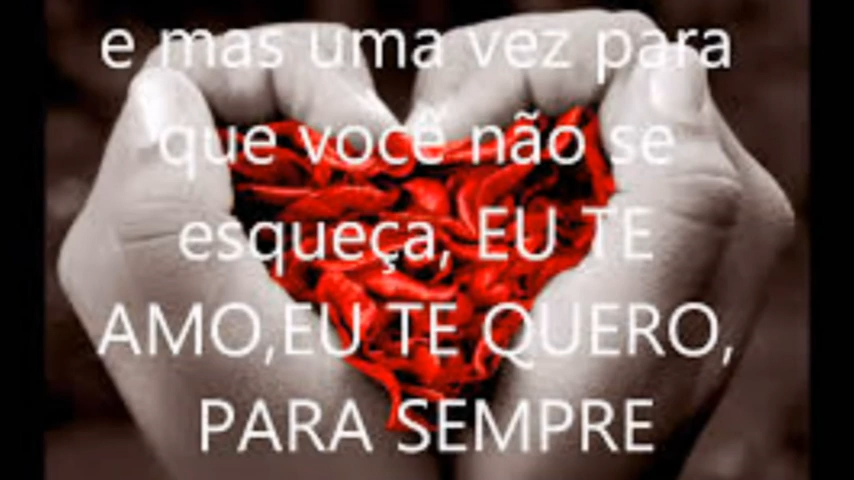 e mas uma vez para
que você não se
esqueça, EU TE
AMO,EU TE QUERO,
PARA SEMPRE